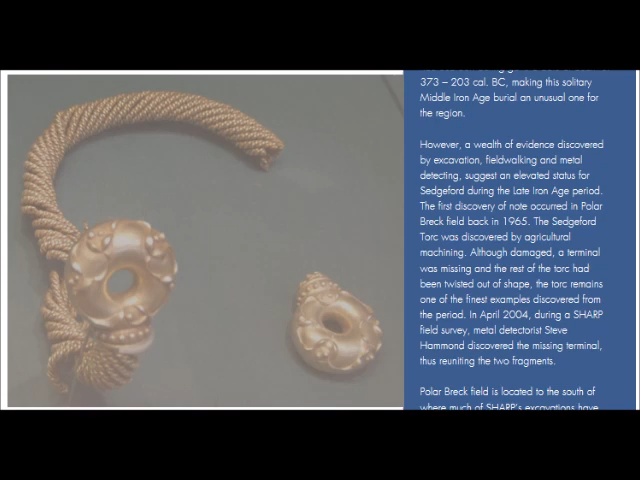 373 – 203 cal. BC, making this solitary
Middle Iron Age burial an unusual one for
the region.
However, a wealth of evidence discovered
by excavation, fieldwalking and metal
detecting, suggest an elevated status for
Sedgeford during the Late Iron Age period.
The first discovery of note occurred in Polar
Breck field back in 1965. The Sedgeford
Torc was discovered by agricultural
machining. Although damaged, a terminal
was missing and the rest of the torc had
been twisted out of shape, the torc remains
one of the finest examples discovered from
the period. In April 2004, during a SHARP
field survey, metal detectorist Steve
Hammond discovered the missing terminal,
thus reuniting the two fragments.
Polar Breck field is located to the south of
where much of SHARP's excavations have